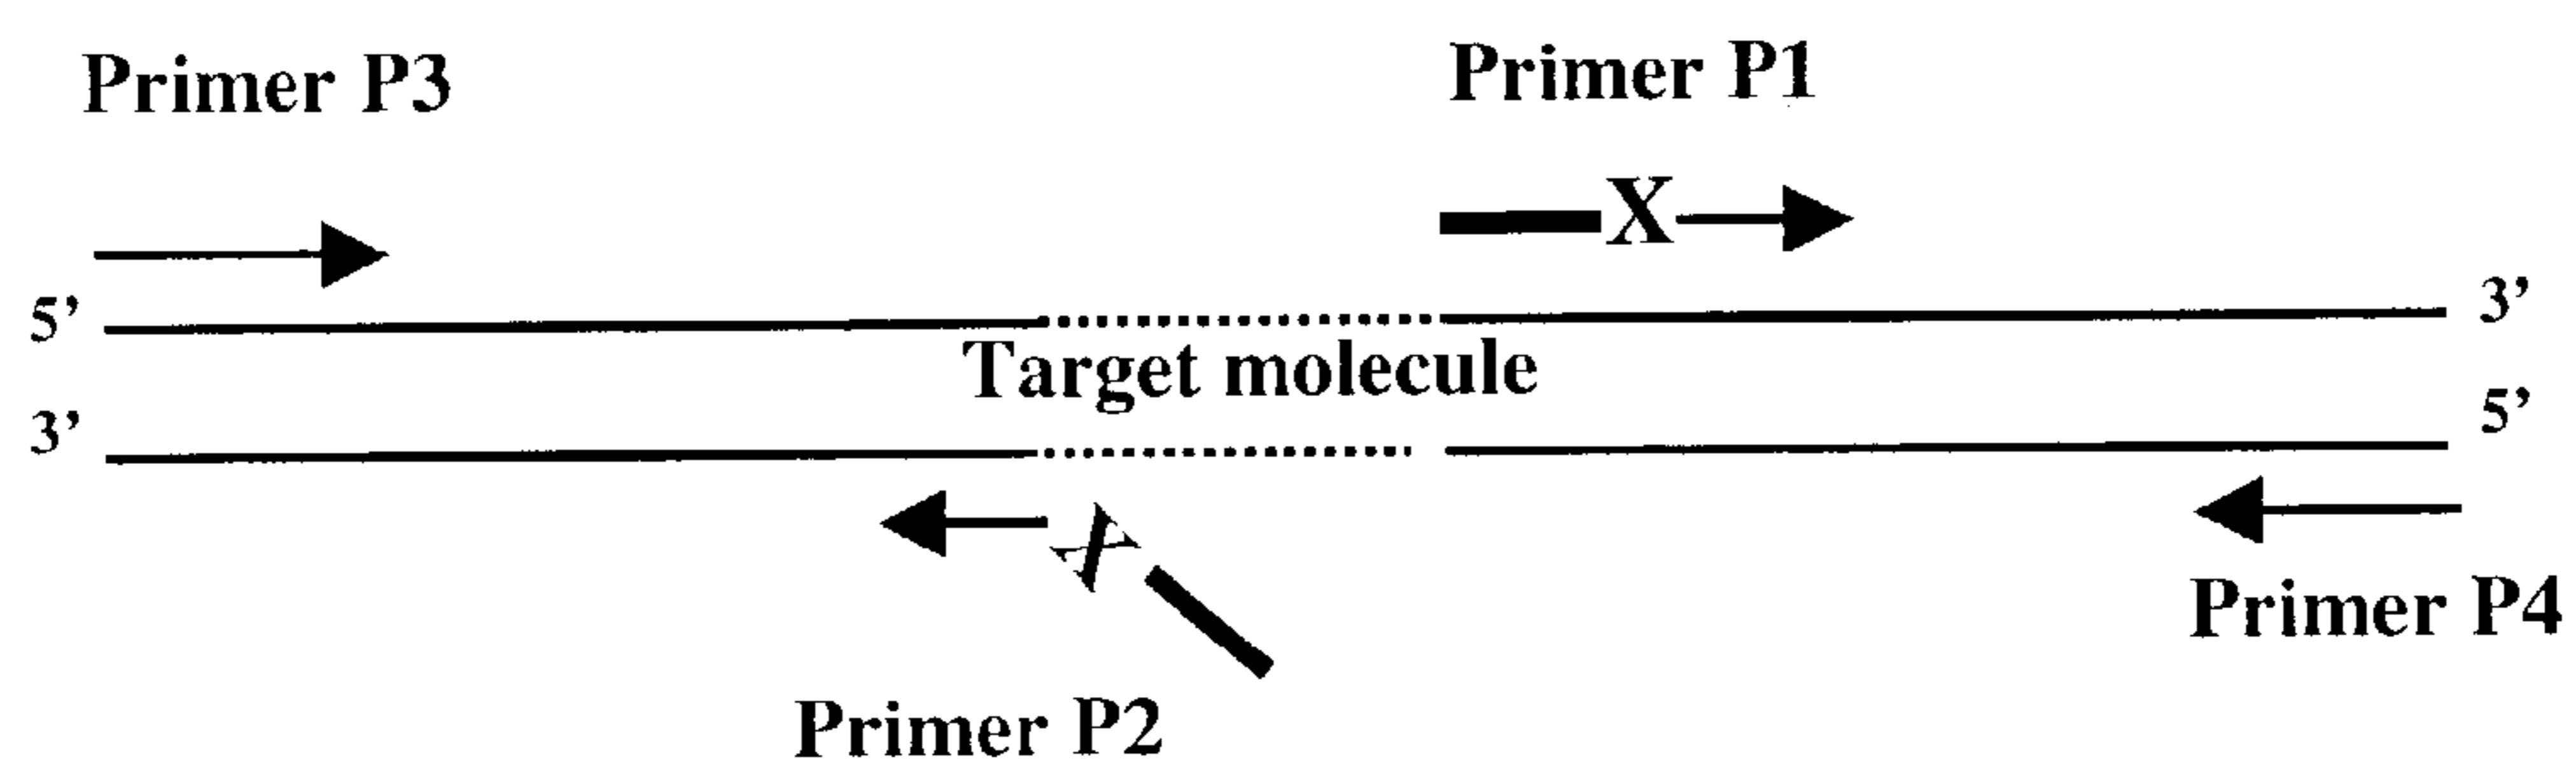 Primer P3
Primer P1
X
5’
3’
Target molecule
3’
5’
X
Primer P4
Primer P2